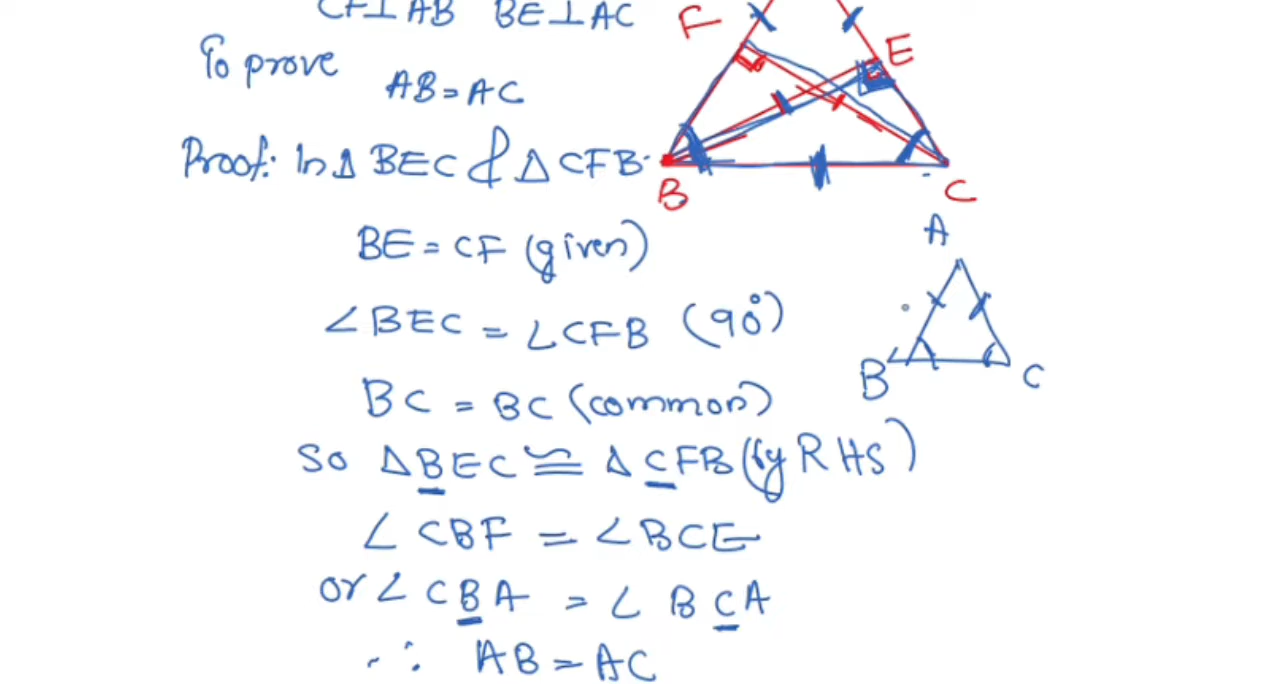 CF⊥AB BE⊥AC
To prove
AB=AC
Proof: In Δ BEC & Δ CFB
BE = CF (given)
∠BEC = ∠CFB (90°)
BC = BC (common)
So ΔBEC ≅ Δ CFB (by RHS)
∠ CBF = ∠BCE
or ∠ CBA = ∠ BCA
∴ AB = AC
F
E
B
C
A
B
C